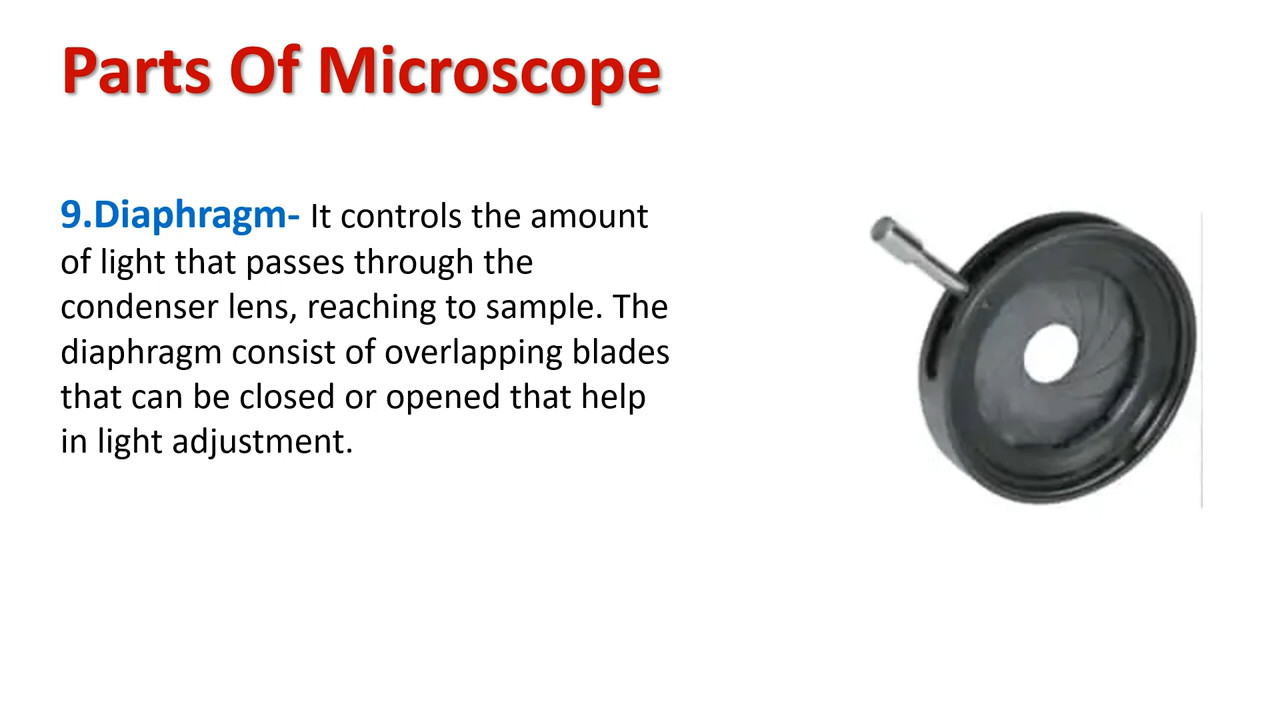 Parts Of Microscope
9.Diaphragm- It controls the amount
of light that passes through the
condenser lens, reaching to sample. The
diaphragm consist of overlapping blades
that can be closed or opened that help
in light adjustment.